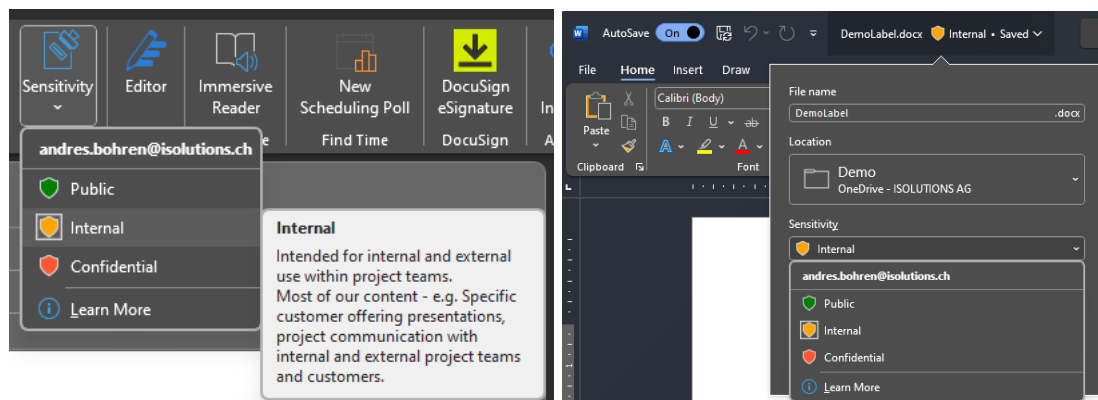 Sensitivity
Editor
Immersive
Reader
New
Scheduling Poll
DocuSign
eSignature
In
e
Find Time
DocuSign
A
andres.bohren@isolutions.ch
Public
Internal
Confidential
Learn More
Internal
Intended for internal and external
use within project teams.
Most of our content - e.g. Specific
customer offering presentations,
project communication with
internal and external project teams
and customers.
AutoSave On
DemoLabel.docx Internal • Saved
File Home Insert Draw
Paste
Calibri (Body)
B I U ab
A A
Clipboard
Font
File name
DemoLabel .docx
Location
Demo
OneDrive - ISOLUTIONS AG
Sensitivity
Internal
andres.bohren@isolutions.ch
Public
Internal
Confidential
Learn More